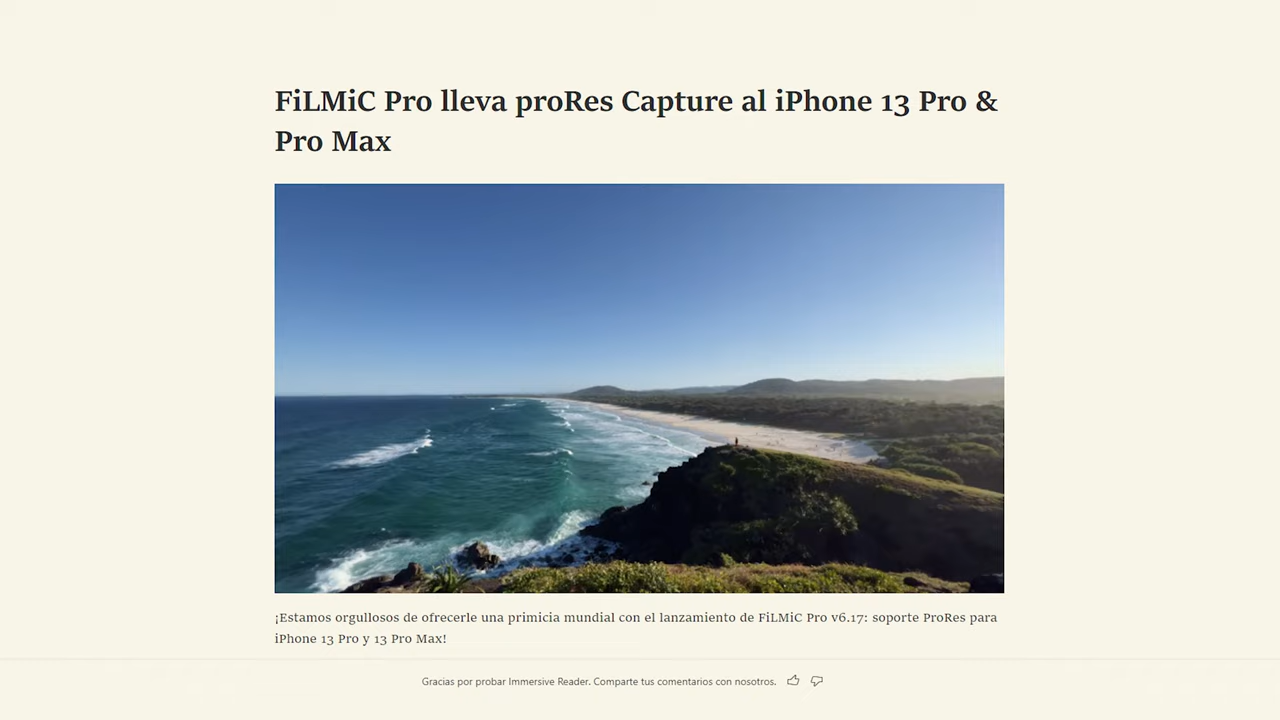 FiLMiC Pro lleva proRes Capture al iPhone 13 Pro &
Pro Max
¡Estamos orgullosos de ofrecerle una primicia mundial con el lanzamiento de FiLMiC Pro v6.17: soporte ProRes para
iPhone 13 Pro y 13 Pro Max!
Gracias por probar Immersive Reader. Comparte tus comentarios con nosotros.